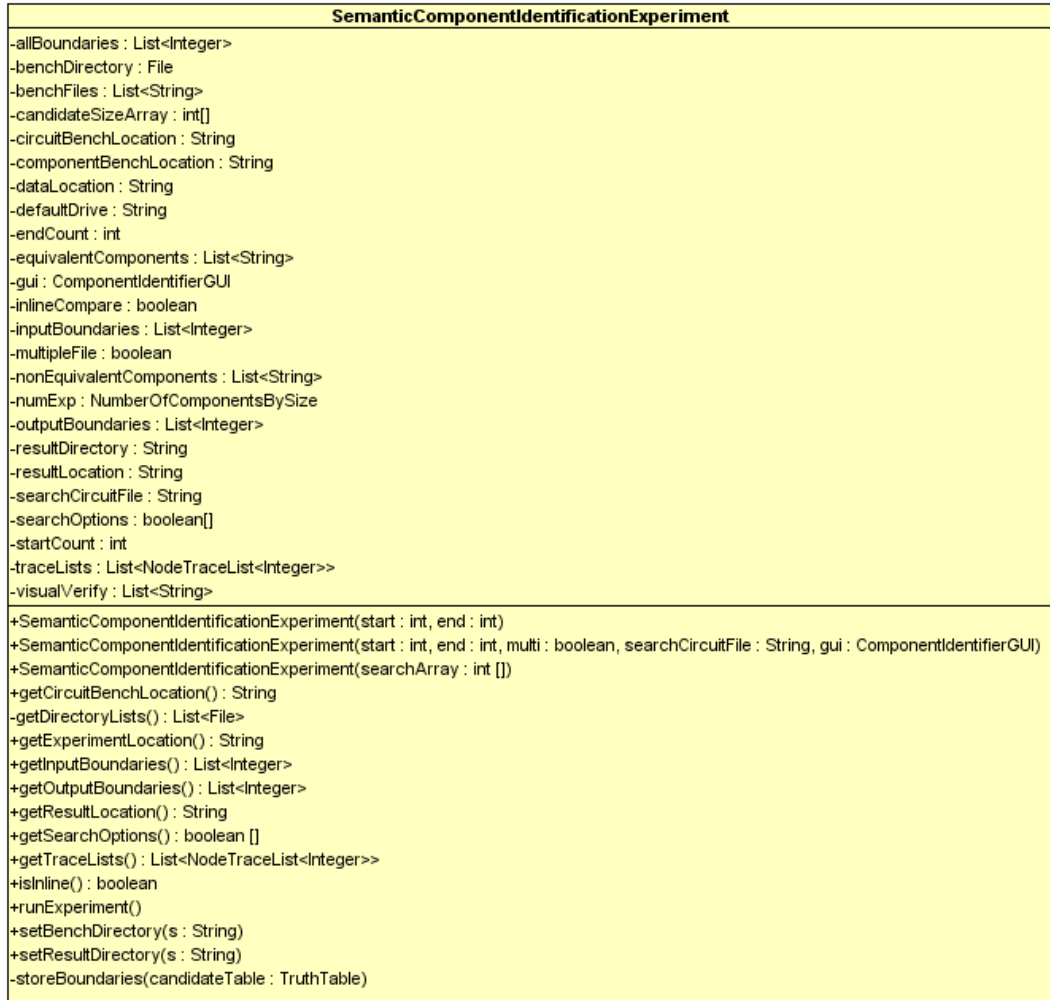 SemanticComponentIdentificationExperiment
-allBoundaries : List<Integer>
-benchDirectory : File
-benchFiles : List<String>
-candidateSizeArray : int[]
-circuitBenchLocation : String
-componentBenchLocation : String
-dataLocation : String
-defaultDrive : String
-endCount : int
-equivalentComponents : List<String>
-gui : ComponentIdentifierGUI
-inlineCompare : boolean
-inputBoundaries : List<Integer>
-multipleFile : boolean
-nonEquivalentComponents : List<String>
-numExp : NumberOfComponentsBySize
-outputBoundaries : List<Integer>
-resultDirectory : String
-resultLocation : String
-searchCircuitFile : String
-searchOptions : boolean[]
-startCount : int
-traceLists : List<NodeTraceList<Integer>>
-visualVerify : List<String>
+SemanticComponentIdentificationExperiment(start : int, end : int)
+SemanticComponentIdentificationExperiment(start : int, end : int, multi : boolean, searchCircuitFile : String, gui : ComponentIdentifierGUI)
+SemanticComponentIdentificationExperiment(searchArray : int [])
+getCircuitBenchLocation() : String
-getDirectoryLists() : List<File>
+getExperimentLocation() : String
+getInputBoundaries() : List<Integer>
+getOutputBoundaries() : List<Integer>
+getResultLocation() : String
+getSearchOptions() : boolean []
+getTraceLists() : List<NodeTraceList<Integer>>
+isInline() : boolean
+runExperiment()
+setBenchDirectory(s : String)
+setResultDirectory(s : String)
-storeBoundaries(candidateTable : TruthTable)